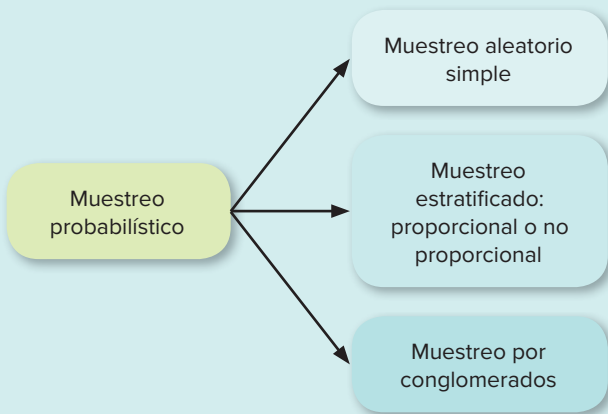 Muestreo aleatorio
simple
Muestreo
probabilístico
Muestreo
estratificado:
proporcional o no
proporcional
Muestreo por
conglomerados